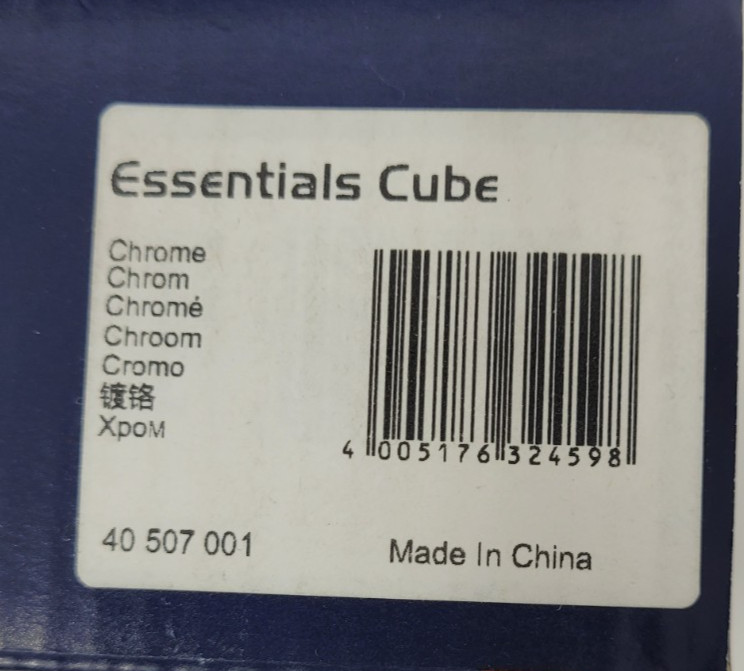 Essentials Cube
Chrome
Chrom
Chromé
Chroom
Cromo
镀铬
Хром
4 005176 324598
40 507 001
Made In China